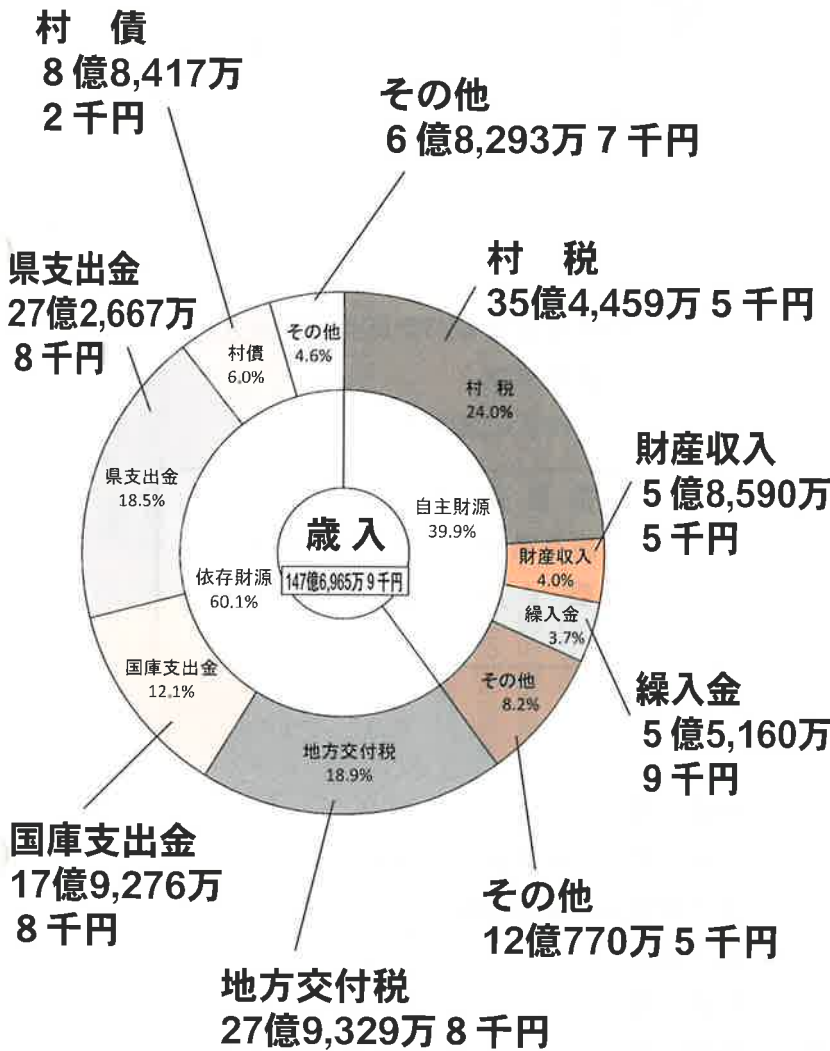 村　債
8億8,417万
2千円
その他
6億8,293万7千円
県支出金
27億2,667万
8千円
村　税
35億4,459万5千円
財産収入
5億8,590万
5千円
繰入金
5億5,160万
9千円
その他
12億770万5千円
地方交付税
27億9,329万8千円
国庫支出金
17億9,276万
8千円
村債
6.0%
その他
4.6%
村 税
24.0%
県支出金
18.5%
自主財源
39.9%
歳 入
147億6,965万9千円
依存財源
60.1%
財産収入
4.0%
繰入金
3.7%
その他
8.2%
国庫支出金
12.1%
地方交付税
18.9%